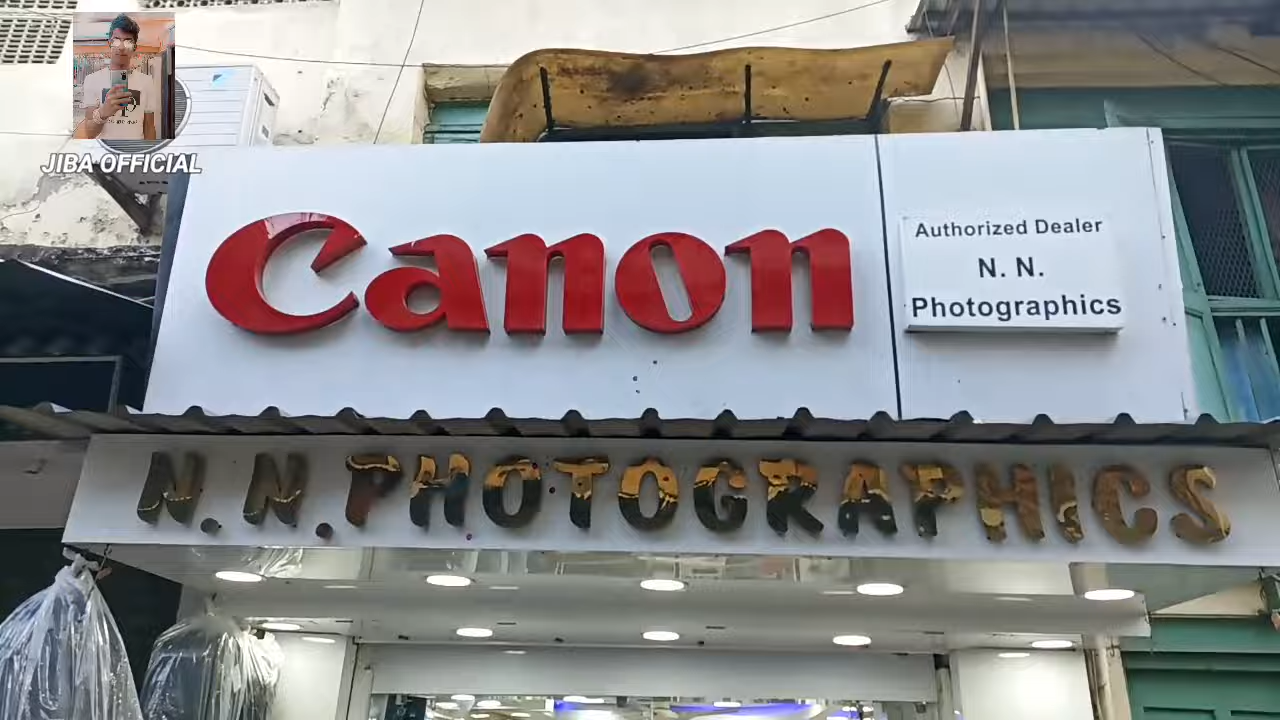 JIBA OFFICIAL
Canon
Authorized Dealer
N. N.
Photographics
N.N.PHOTOGRAPHICS